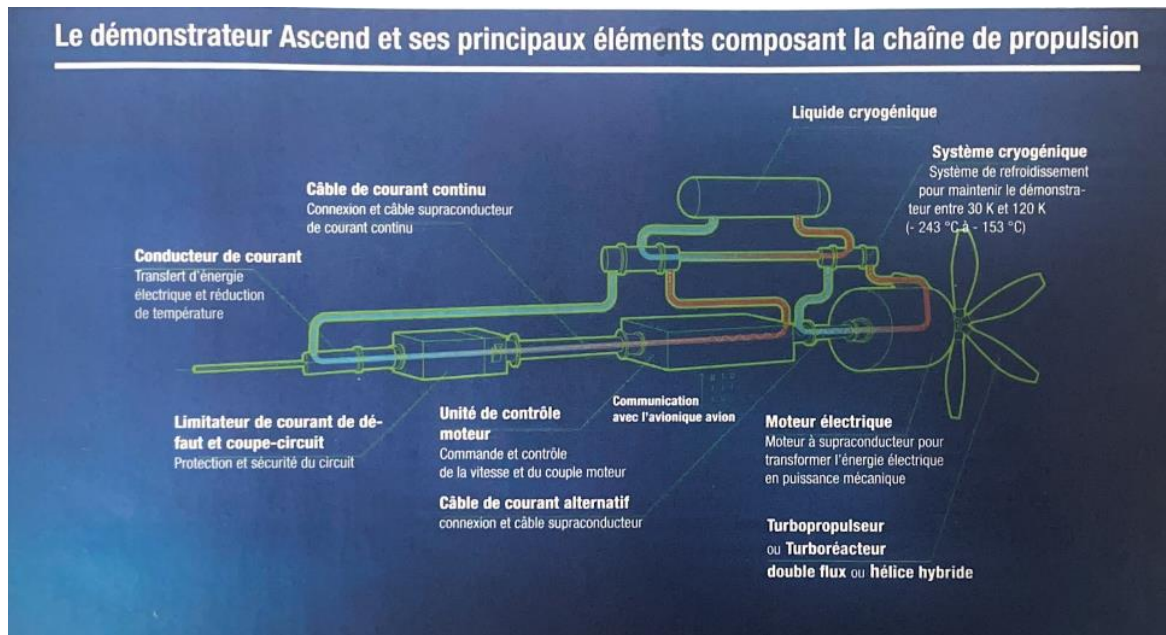 Le démonstrateur Ascend et ses principaux éléments composant la chaîne de propulsion
Liquide cryogénique
Système cryogénique
Système de refroidissement
pour maintenir le démonstra-
teur entre 30 K et 120 K
(- 243 °C à - 153 °C)
Câble de courant continu
Connexion et câble supraconducteur
de courant continu
Conducteur de courant
Transfert d'énergie
électrique et réduction
de température
Limitateur de courant de dé-
faut et coupe-circuit
Protection et sécurité du circuit
Unité de contrôle
moteur
Commande et contrôle
de la vitesse et du couple moteur
Câble de courant alternatif
connexion et câble supraconducteur
Communication
avec l'avionique avion
Moteur électrique
Moteur à supraconducteur pour
transformer l'énergie électrique
en puissance mécanique
Turbopropulseur
ou Turboréacteur
double flux ou hélice hybride